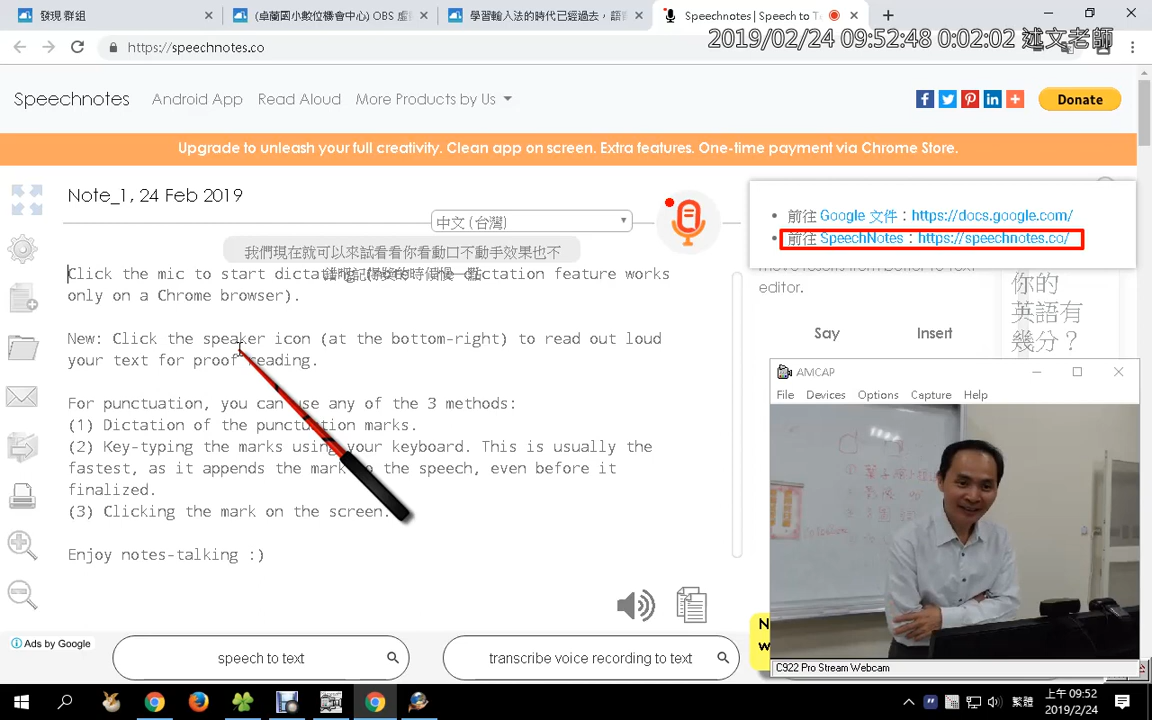 發現 群組
(卓蘭國小數位機會中心) OBS 虛
學習輸入法的時代已經過去，語
Speechnotes | Speech to T
2019/02/24 09:52:48 0:02:02 述文老師
https://speechnotes.co
Speechnotes
Android App
Read Aloud
More Products by Us
Donate
Upgrade to unleash your full creativity. Clean app on screen. Extra features. One-time payment via Chrome Store.
Note_1, 24 Feb 2019
中文 (台灣)
前往 Google 文件：https://docs.google.com/
前往 SpeechNotes：https://speechnotes.co/
我們現在就可以來試看看你看動口不動手效果也不
Click the mic to start dictating
dictation feature works
only on a Chrome browser).
New: Click the speaker icon (at the bottom-right) to read out loud
your text for proof reading.
For punctuation, you can use any of the 3 methods:
(1) Dictation of the punctuation marks.
(2) Key-typing the marks using your keyboard. This is usually the
fastest, as it appends the mark to the speech, even before it
finalized.
(3) Clicking the mark on the screen.
Enjoy notes-talking :)
editor.
Say
Insert
你的
英語有
幾分？
AMCAP
File
Devices
Options
Capture
Help
C922 Pro Stream Webcam
Ads by Google
speech to text
transcribe voice recording to text
繁體
上午 09:52
2019/2/24